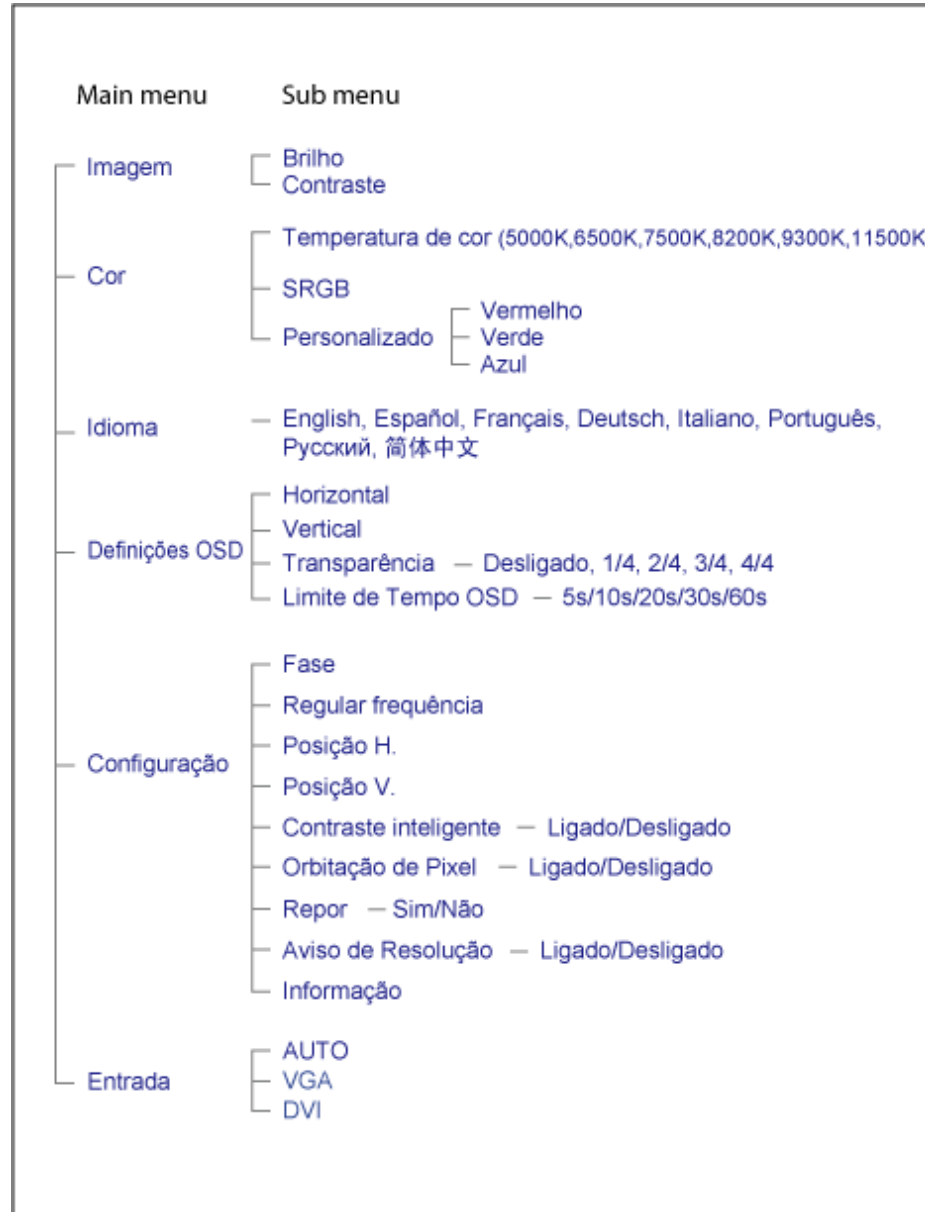 Main menu Sub menu
Imagem
Brilho
Contraste
Cor
Temperatura de cor (5000K,6500K,7500K,8200K,9300K,11500K
SRGB
Personalizado
Vermelho
Verde
Azul
Idioma
English, Español, Français, Deutsch, Italiano, Português,
Русский, 简体中文
Definições OSD
Horizontal
Vertical
Transparência — Desligado, 1/4, 2/4, 3/4, 4/4
Limite de Tempo OSD — 5s/10s/20s/30s/60s
Configuração
Fase
Regular frequência
Posição H.
Posição V.
Contraste inteligente — Ligado/Desligado
Orbitação de Pixel — Ligado/Desligado
Repor — Sim/Não
Aviso de Resolução — Ligado/Desligado
Informação
Entrada
AUTO
VGA
DVI